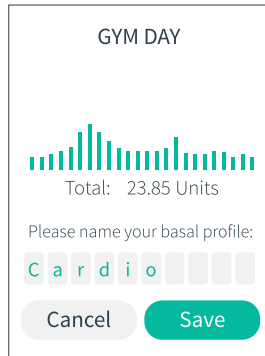 GYM DAY
Total: 23.85 Units
Please name your basal profile:
Cardio
Cancel Save